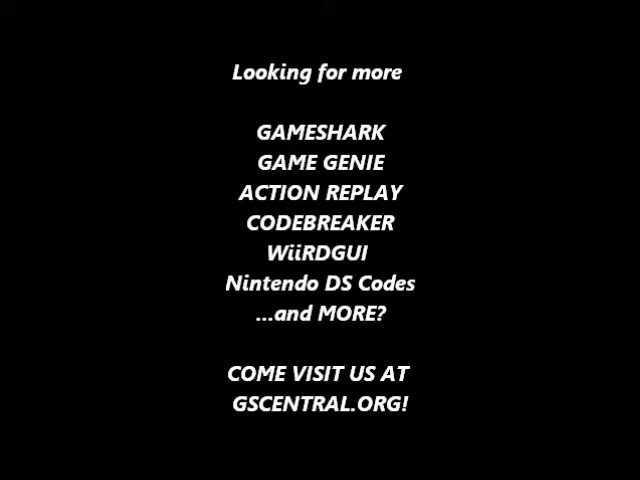 Looking for more
GAMESHARK
GAME GENIE
ACTION REPLAY
CODEBREAKER
WiiRDGUI
Nintendo DS Codes
...and MORE?
COME VISIT US AT
GSCENTRAL.ORG!